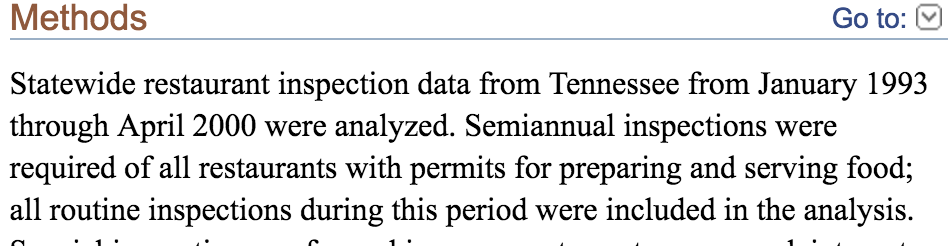 Methods
Go to:
Statewide restaurant inspection data from Tennessee from January 1993
through April 2000 were analyzed. Semiannual inspections were
required of all restaurants with permits for preparing and serving food;
all routine inspections during this period were included in the analysis.